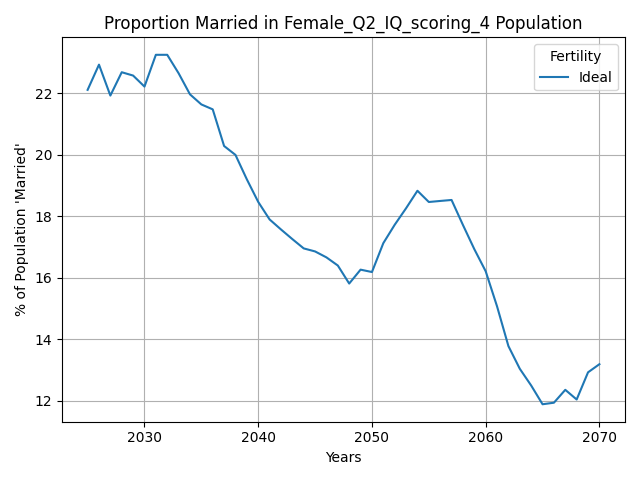 Proportion Married in Female_Q2_IQ_scoring_4 Population
Fertility
Ideal
% of Population 'Married'
22
20
18
16
14
12
2030
2040
2050
2060
2070
Years